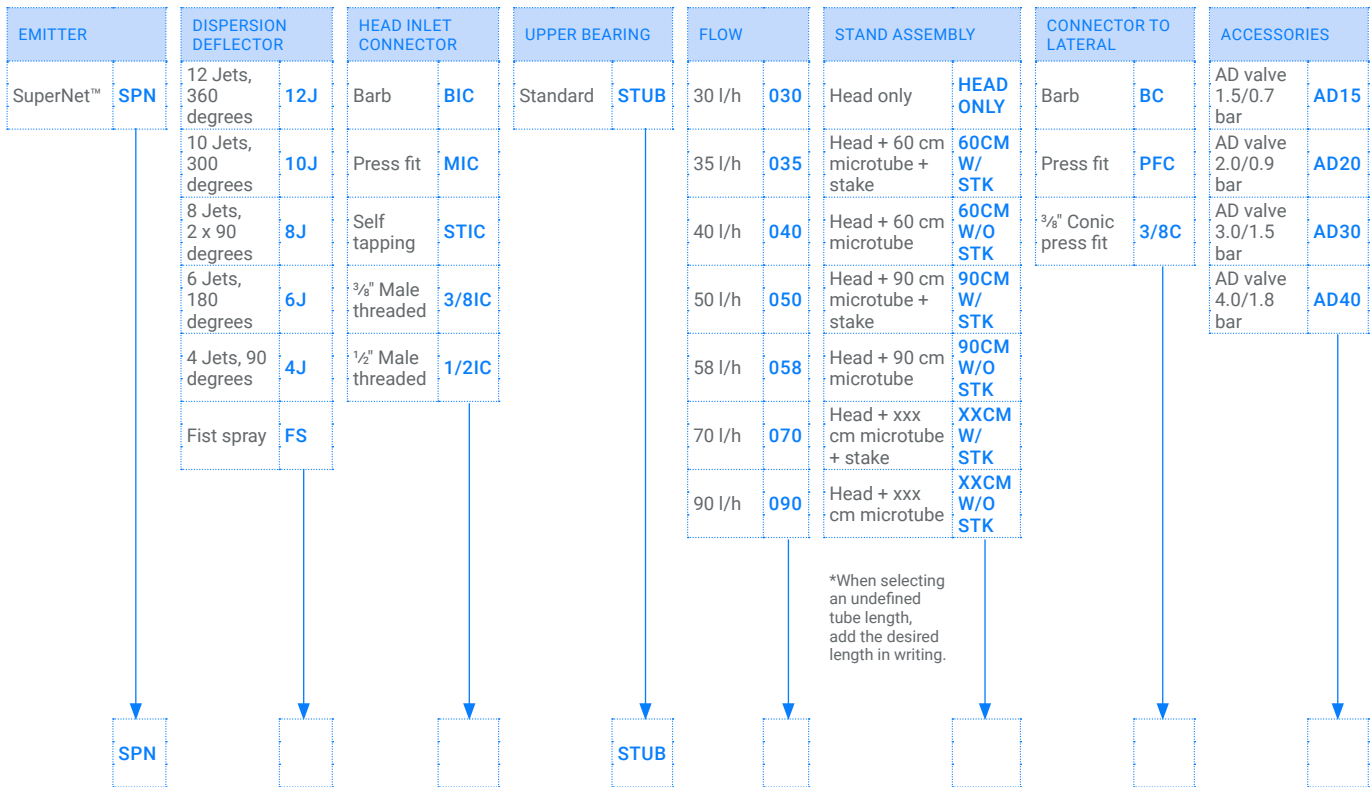 EMITTER
SuperNet™ SPN
DISPERSION
DEFLECTOR
12 Jets,
360
degrees
12J
10 Jets,
300
degrees
10J
8 Jets,
2 x 90
degrees
8J
6 Jets,
180
degrees
6J
4 Jets, 90
degrees
4J
Fist spray FS
HEAD INLET
CONNECTOR
Barb BIC
Press fit MIC
Self
tapping
STIC
⅜" Male
threaded
3/8IC
½" Male
threaded
1/2IC
UPPER BEARING
Standard STUB
FLOW
30 l/h 030
35 l/h 035
40 l/h 040
50 l/h 050
58 l/h 058
70 l/h 070
90 l/h 090
STAND ASSEMBLY
Head only
HEAD
ONLY
Head + 60 cm
microtube +
stake
60CM
W/
STK
Head + 60 cm
microtube
60CM
W/O
STK
Head + 90 cm
microtube +
stake
90CM
W/
STK
Head + 90 cm
microtube
90CM
W/O
STK
Head + xxx
cm microtube
+ stake
XXCM
W/
STK
Head + xxx
cm microtube
XXCM
W/O
STK
*When selecting
an undefined
tube length,
add the desired
length in writing.
CONNECTOR TO
LATERAL
Barb BC
Press fit PFC
⅜" Conic
press fit
3/8C
ACCESSORIES
AD valve
1.5/0.7
bar
AD15
AD valve
2.0/0.9
bar
AD20
AD valve
3.0/1.5
bar
AD30
AD valve
4.0/1.8
bar
AD40
SPN
STUB